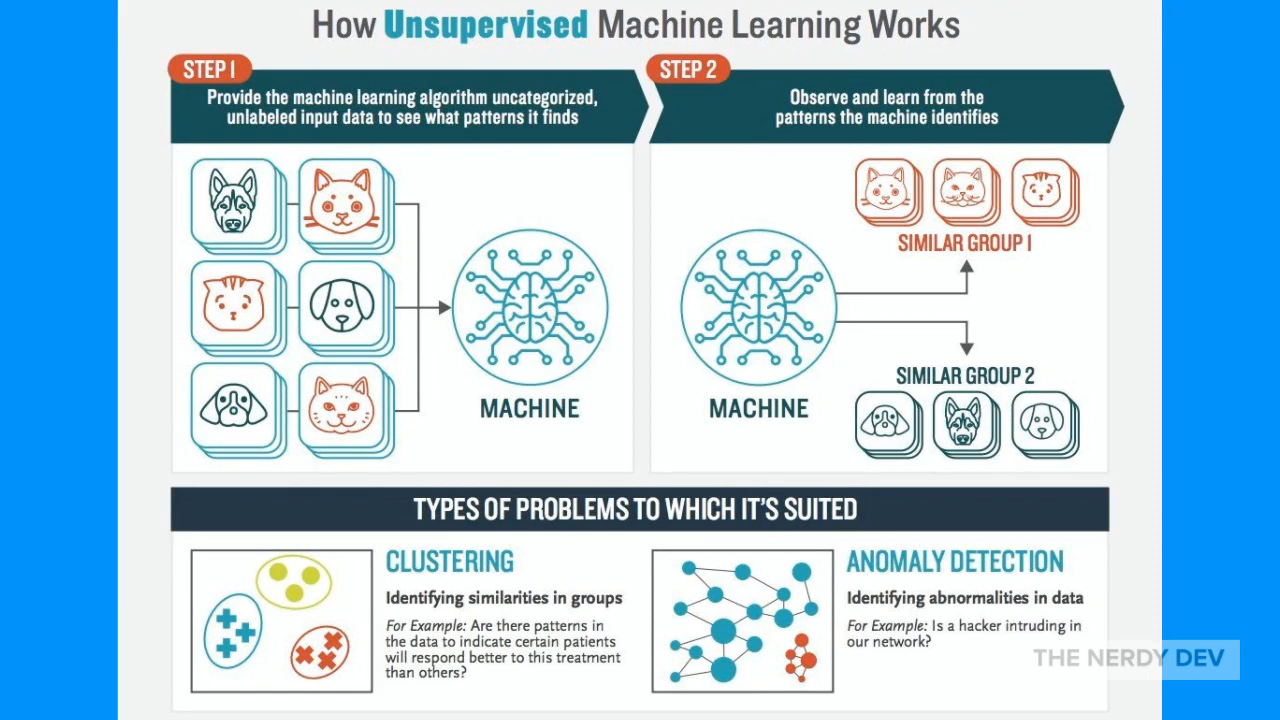 How Unsupervised Machine Learning Works
STEP 1
Provide the machine learning algorithm uncategorized,
unlabeled input data to see what patterns it finds
MACHINE
STEP 2
Observe and learn from the
patterns the machine identifies
MACHINE
SIMILAR GROUP 1
SIMILAR GROUP 2
TYPES OF PROBLEMS TO WHICH IT'S SUITED
CLUSTERING
Identifying similarities in groups
For Example: Are there patterns in
the data to indicate certain patients
will respond better to this treatment
than others?
ANOMALY DETECTION
Identifying abnormalities in data
For Example: Is a hacker intruding in
our network?
THE NERDY DEV